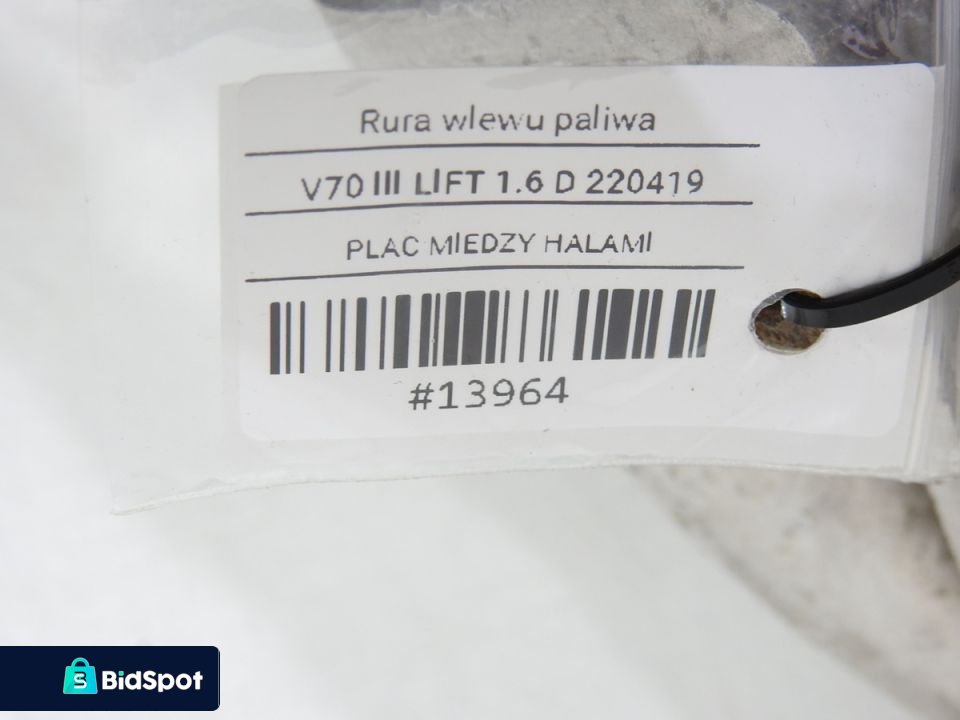 Rura wlewu paliwa
V70 III LIFT 1.6 D 220419
PLAC MIEDZY HALAMI
#13964
BidSpot